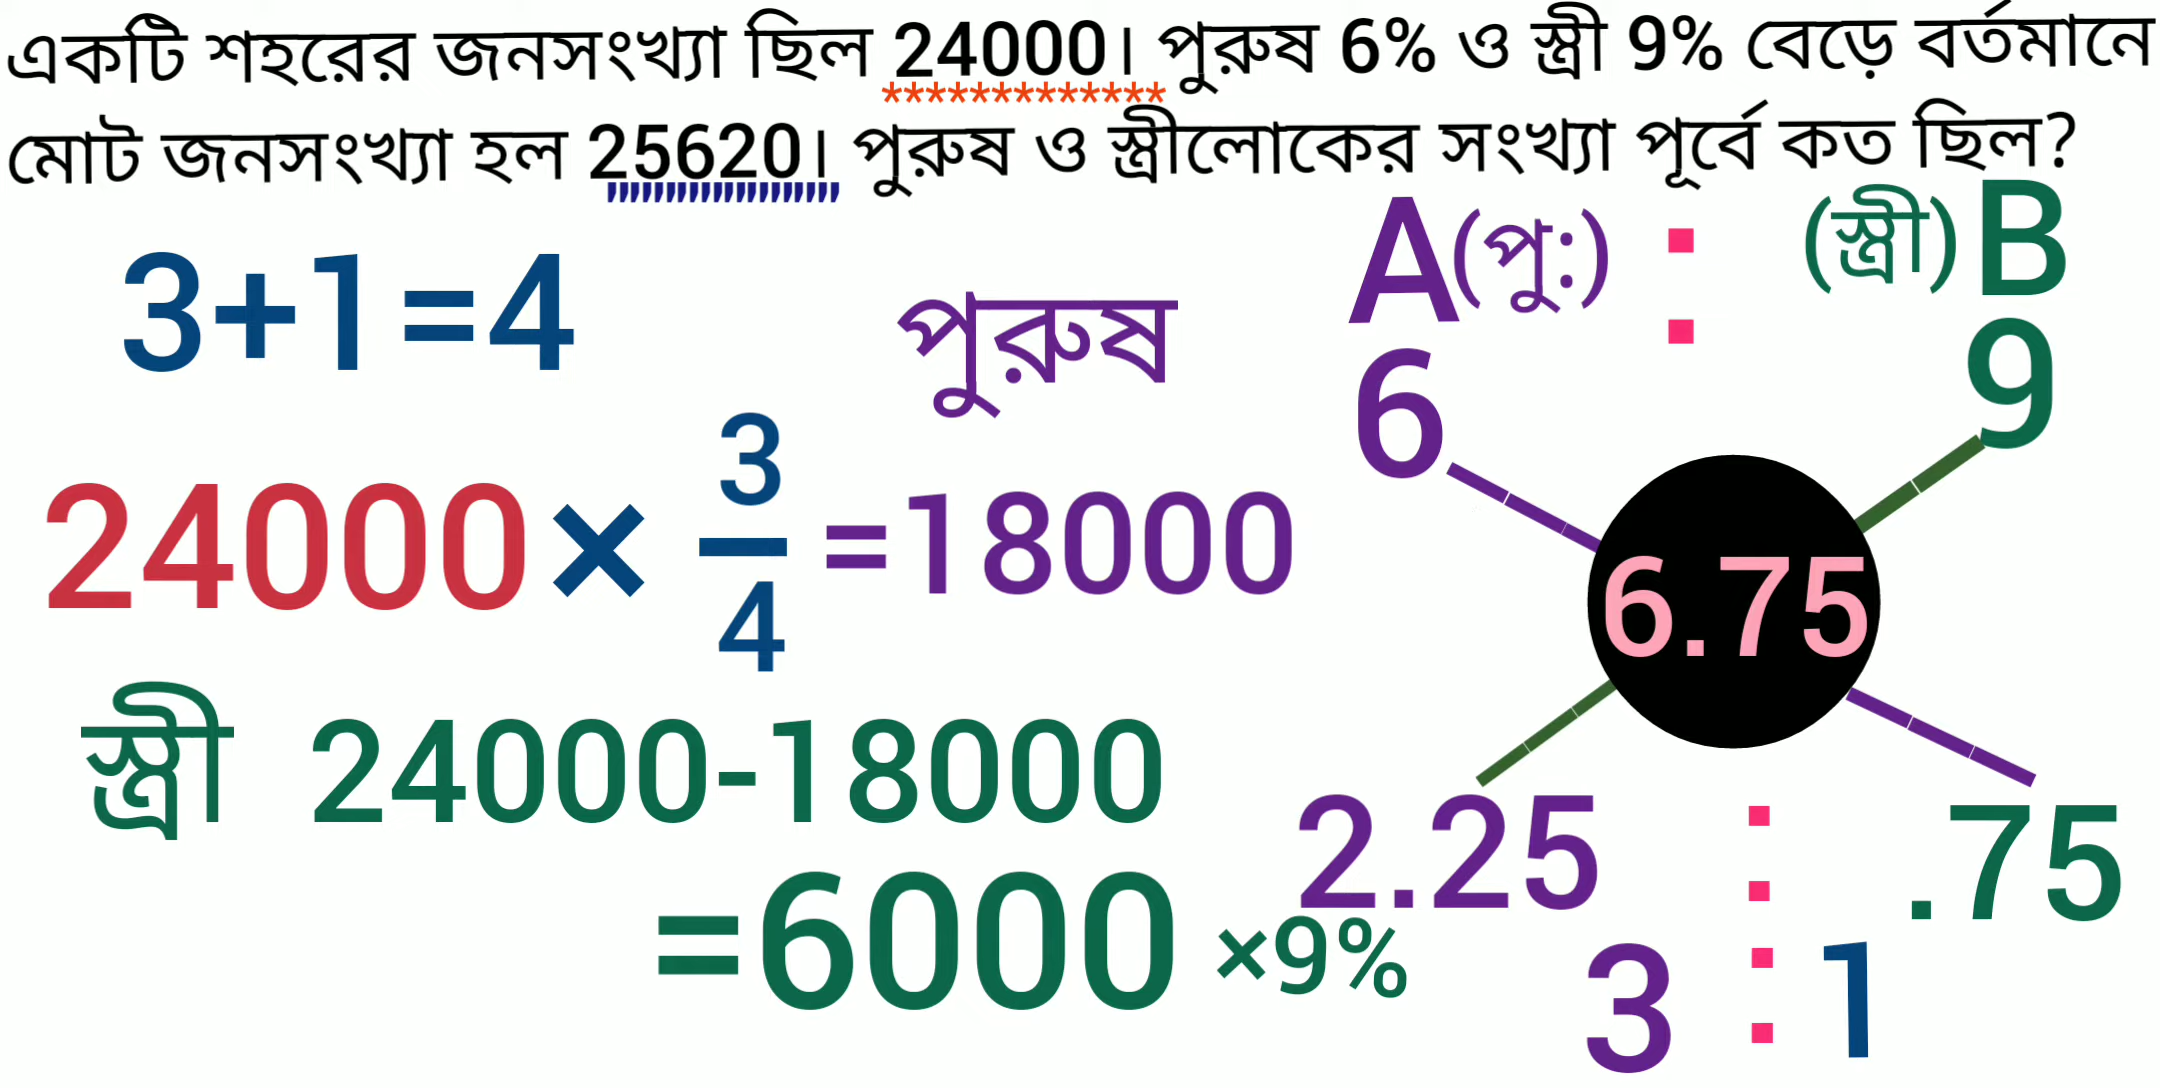 একটি শহরের জনসংখ্যা ছিল 24000। পুরুষ 6% ও স্ত্রী 9% বেড়ে বর্তমানে
*************
মোট জনসংখ্যা হল 25620। পুরুষ ও স্ত্রীলোকের সংখ্যা পূর্বে কত ছিল?
A(পু:) : (স্ত্রী)B
3+1=4
পুরুষ
6 9
24000× 3/4 =18000
6.75
স্ত্রী 24000-18000
2.25 : .75
=6000 ×9%
3 : 1